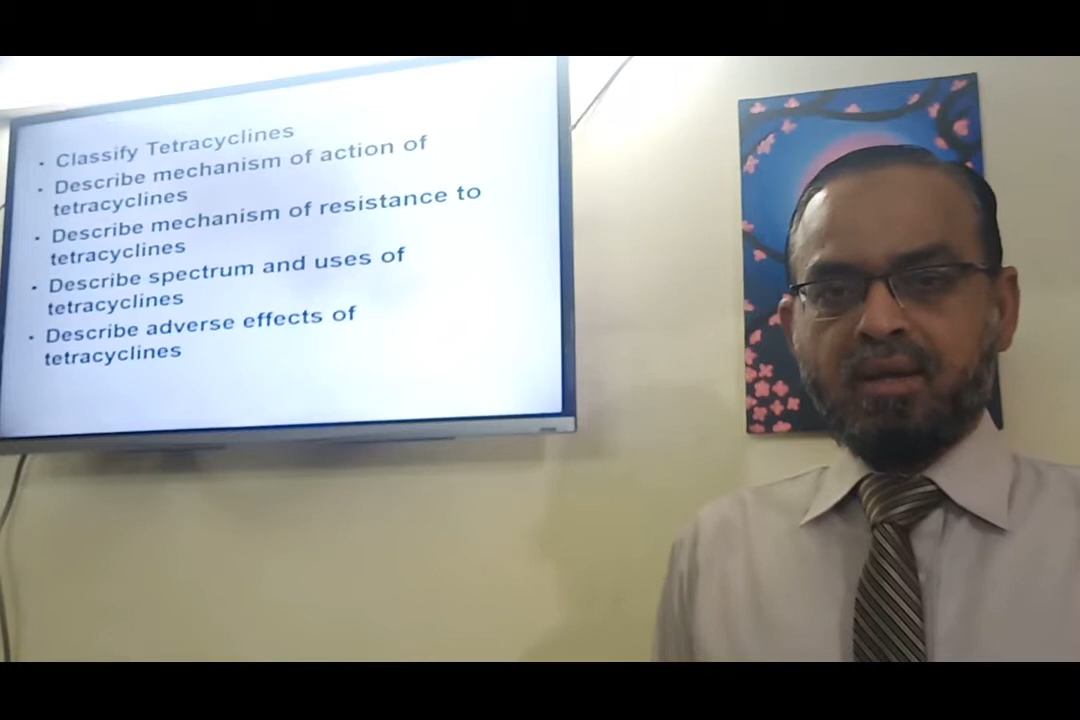 • Classify Tetracyclines
• Describe mechanism of action of
tetracyclines
• Describe mechanism of resistance to
tetracyclines
• Describe spectrum and uses of
tetracyclines
• Describe adverse effects of
tetracyclines